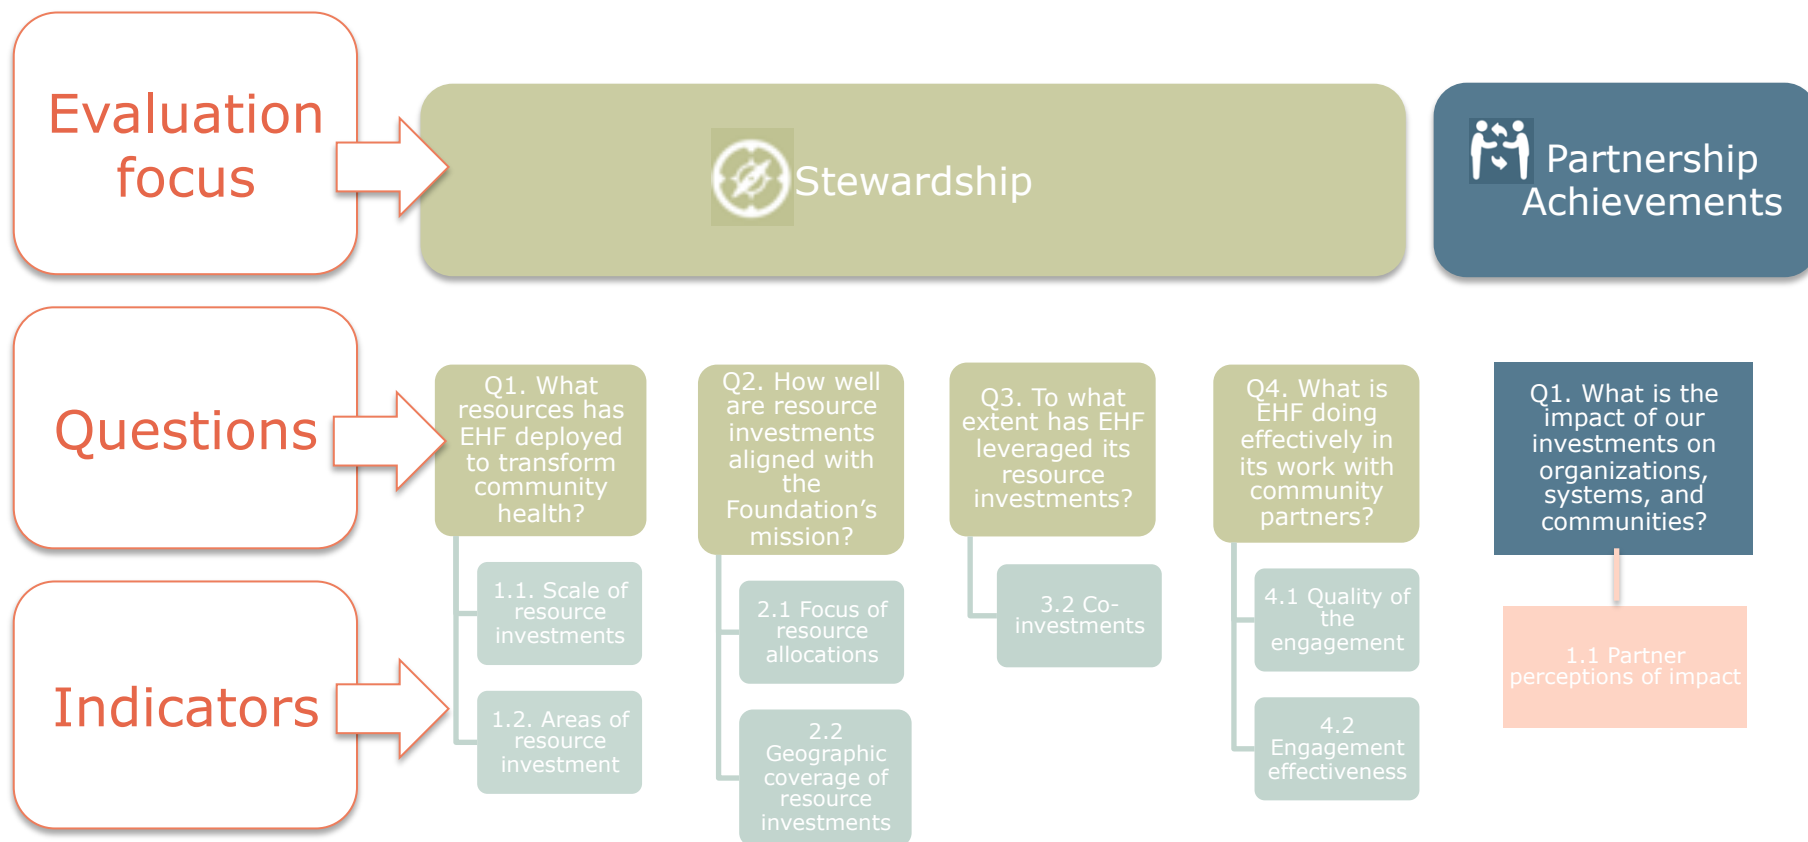 Evaluation
focus
Stewardship
Partnership
Achievements
Questions
Q1. What
resources has
EHF deployed
to transform
community
health?
Q2. How well
are resource
investments
aligned with
the
Foundation’s
mission?
Q3. To what
extent has EHF
leveraged its
resource
investments?
Q4. What is
EHF doing
effectively in
its work with
community
partners?
Q1. What is the
impact of our
investments on
organizations,
systems, and
communities?
Indicators
1.1. Scale of
resource
investments
1.2. Areas of
resource
investment
2.1 Focus of
resource
allocations
2.2
Geographic
coverage of
resource
investments
3.2 Co-
investments
4.1 Quality of
the
engagement
4.2
Engagement
effectiveness
1.1 Partner
perceptions of impact